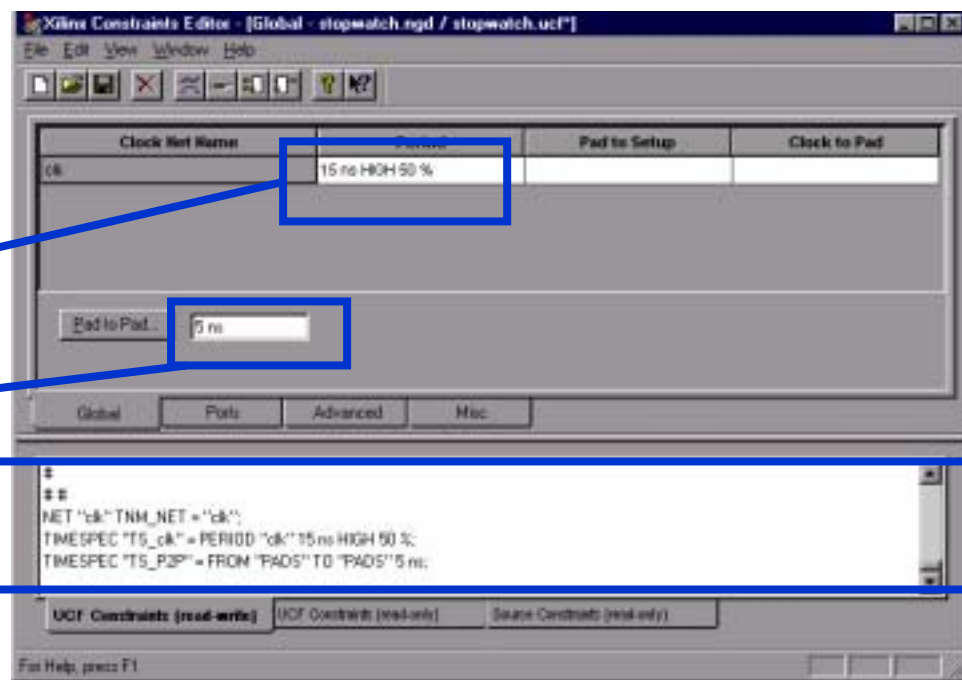 Xilinx Constraints Editor - [Global - stopwatch.ngd / stopwatch.ucf*]
File Edit View Window Help
Clock Net Name Period Pad to Setup Clock to Pad
clk 15 ns HIGH 50 %
Pad to Pad... 5 ns
Global Ports Advanced Misc
#
# #
NET "clk" TNM_NET = "clk";
TIMESPEC "TS_clk" = PERIOD "clk" 15 ns HIGH 50 %;
TIMESPEC "TS_P2P" = FROM "PADS" TO "PADS" 5 ns;
UCF Constraints (read-write) UCF Constraints (read-only) Source Constraints (read-only)
For Help, press F1